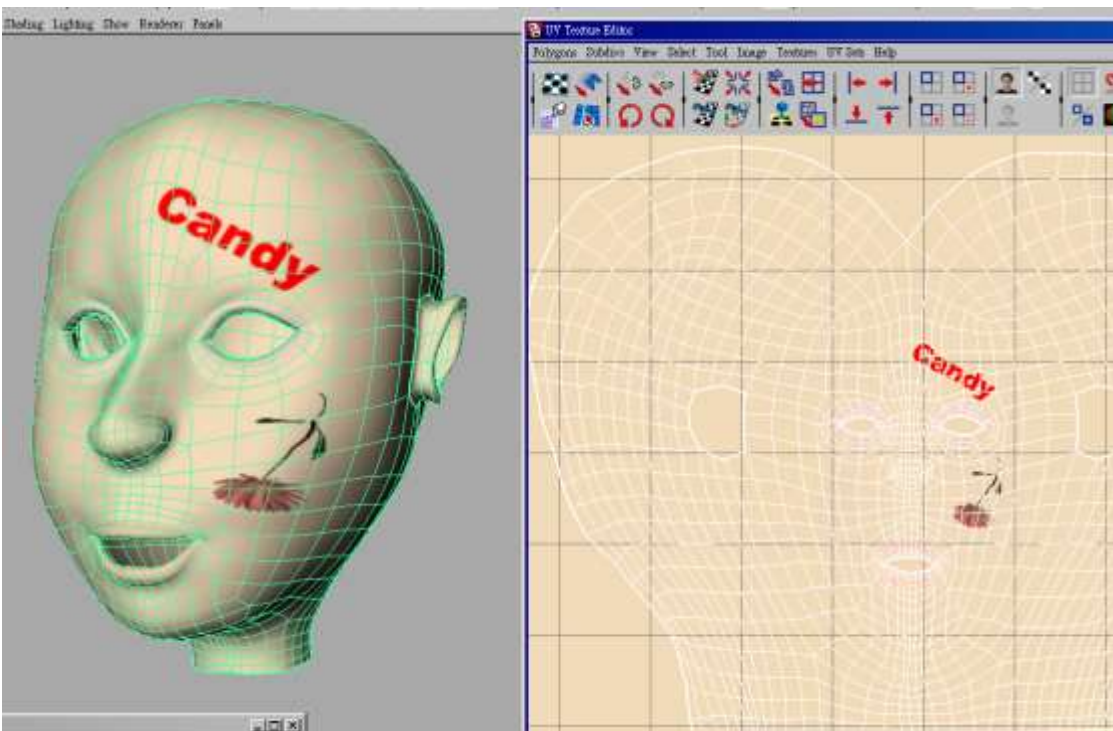 Shading Lighting Show Renderer Panels
Candy
UV Texture Editor
Polygons Subdivs View Select Tool Image Textures UV Sets Help
Candy